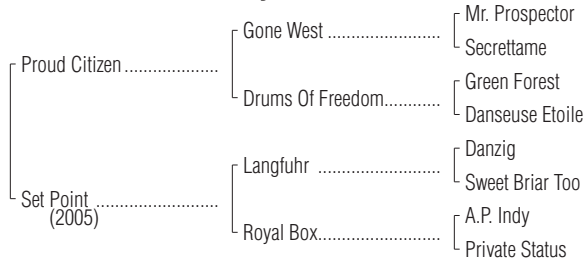 Mr. Prospector
Gone West ......................
Secrettame
Proud Citizen ....................
Green Forest
Drums Of Freedom............
Danseuse Etoile
Danzig
Langfuhr ..........................
Sweet Briar Too
Set Point ..........................
(2005)
A.P. Indy
Royal Box..........................
Private Status